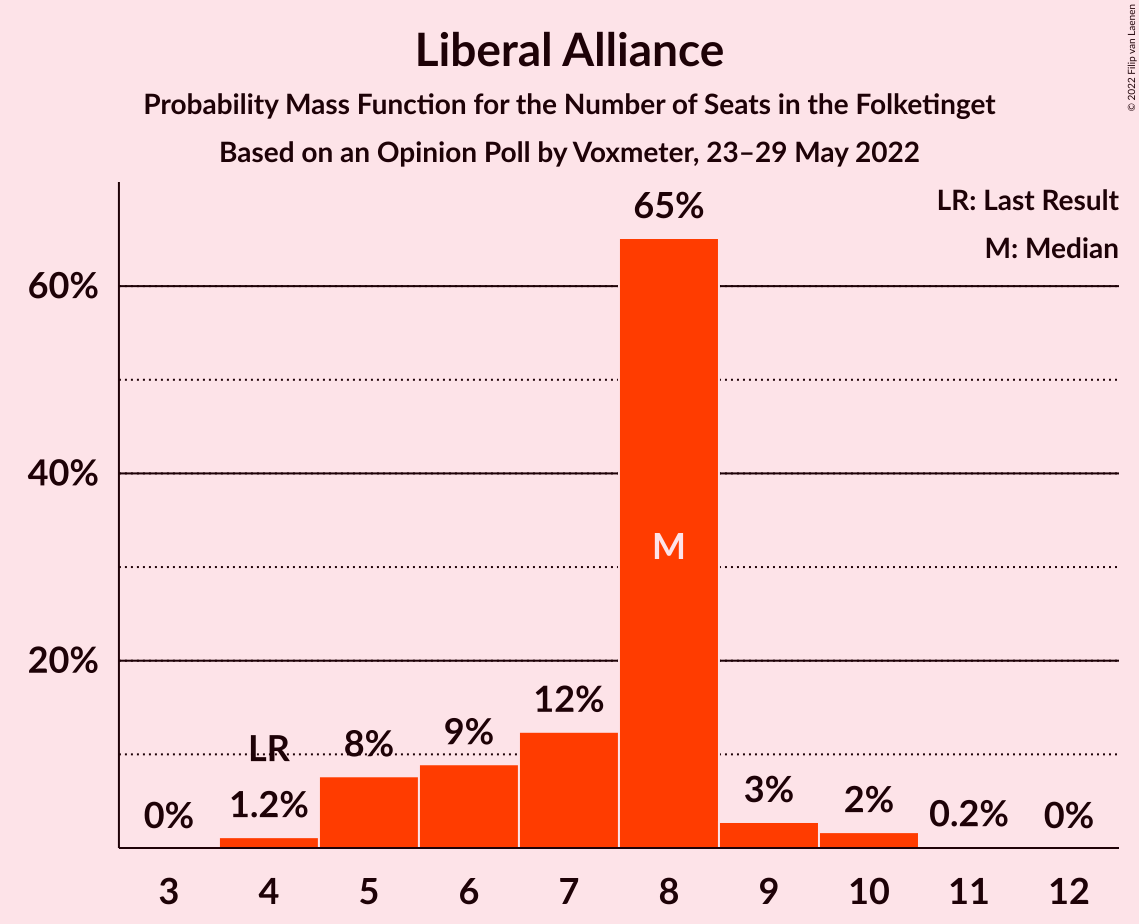 Liberal Alliance
Probability Mass Function for the Number of Seats in the Folketinget
Based on an Opinion Poll by Voxmeter, 23–29 May 2022
© 2022 Filip van Laenen
LR: Last Result
M: Median
60%
40%
20%
0%
LR
1.2%
8%
9%
12%
65%
M
3%
2%
0.2%
0%
3 4 5 6 7 8 9 10 11 12